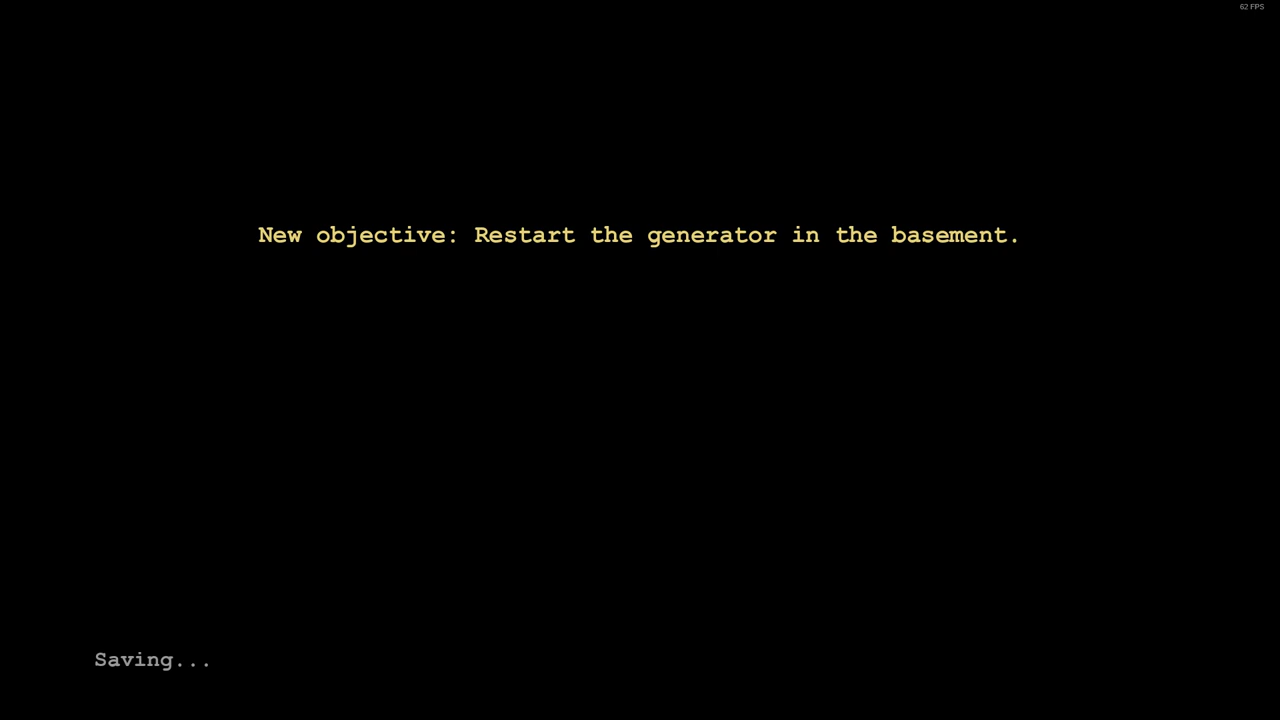 62 FPS
New objective: Restart the generator in the basement.
Saving...